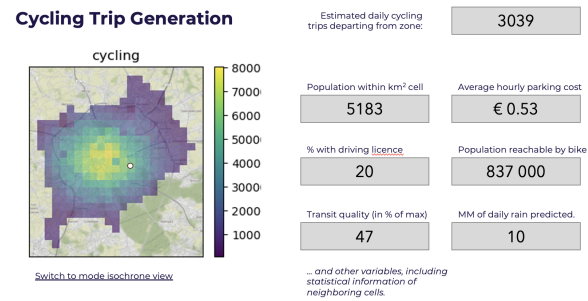 Cycling Trip Generation
Estimated daily cycling
trips departing from zone:
3039
cycling
8000
7000
6000
5000
4000
3000
2000
1000
Population within km² cell
5183
Average hourly parking cost
€ 0.53
% with driving licence
20
Population reachable by bike
837 000
Transit quality (in % of max)
47
MM of daily rain predicted.
10
Switch to mode isochrone view
... and other variables, including
statistical information of
neighboring cells.